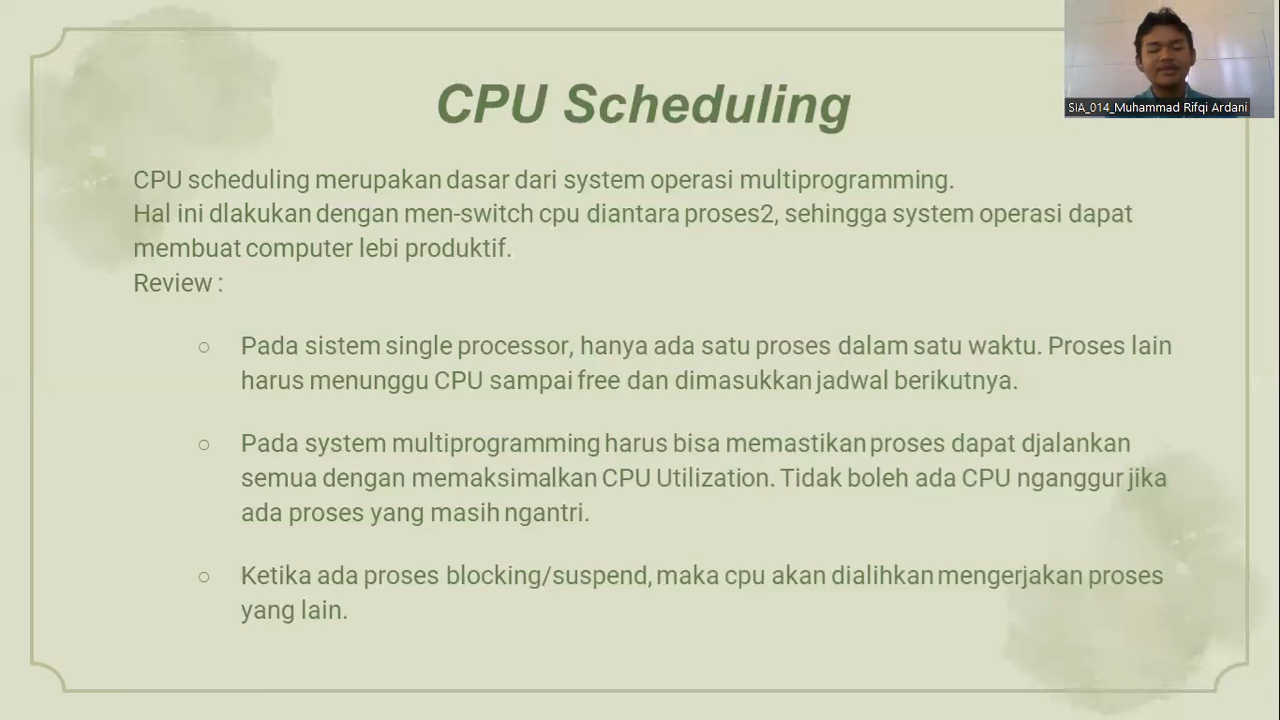 CPU Scheduling
SIA_014_Muhammad Rifqi Ardani
CPU scheduling merupakan dasar dari system operasi multiprogramming.
Hal ini dlakukan dengan men-switch cpu diantara proses2, sehingga system operasi dapat
membuat computer lebi produktif.
Review :
○ Pada sistem single processor, hanya ada satu proses dalam satu waktu. Proses lain
harus menunggu CPU sampai free dan dimasukkan jadwal berikutnya.
○ Pada system multiprogramming harus bisa memastikan proses dapat djalankan
semua dengan memaksimalkan CPU Utilization. Tidak boleh ada CPU nganggur jika
ada proses yang masih ngantri.
○ Ketika ada proses blocking/suspend, maka cpu akan dialihkan mengerjakan proses
yang lain.